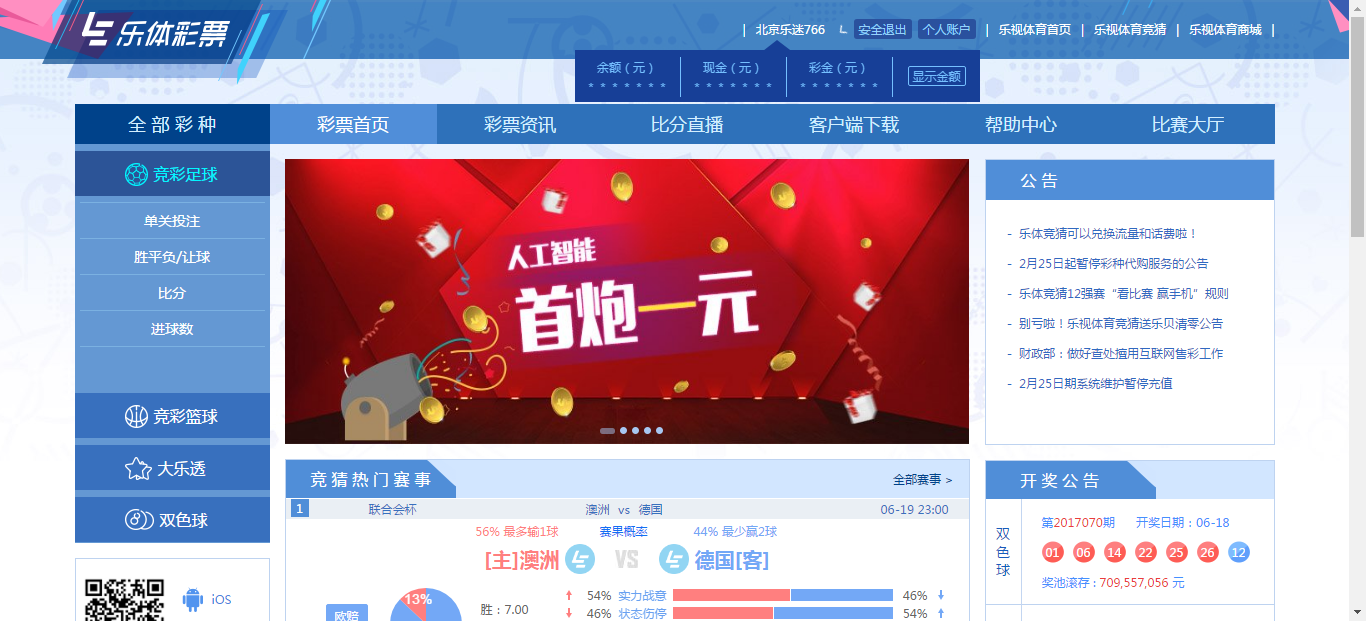 乐体彩票
| 北京乐迷766 安全退出 个人账户 | 乐视体育首页 | 乐视体育竞猜 | 乐视体育商城 |
余额（元） 现金（元） 彩金（元） 显示金额
* * * * * * * * * * * * * * * * * * * * *
全部彩种 彩票首页 彩票资讯 比分直播 客户端下载 帮助中心 比赛大厅
竞彩足球
单关投注
胜平负/让球
比分
进球数
竞彩篮球
大乐透
双色球
iOS
人工智能
首炮一元
公告
- 乐体竞猜可以兑换流量和话费啦！
- 2月25日起暂停彩种代购服务的公告
- 乐体竞猜12强赛“看比赛 赢手机”规则
- 别亏啦！乐视体育竞猜送乐贝清零公告
- 财政部：做好查处擅用互联网售彩工作
- 2月25日期系统维护暂停充值
竞猜热门赛事 全部赛事 >
1 联合会杯 澳洲 vs 德国 06-19 23:00
56% 最多输1球 赛果概率 44% 最少赢2球
[主]澳洲 VS 德国[客]
欧赔 13% 胜：7.00
↑ 54% 实力战意 46% ↓
↓ 46% 状态伤停 54% ↑
开奖公告
双色球
第2017070期 开奖日期：06-18
01 06 14 22 25 26 12
奖池滚存：709,557,056 元